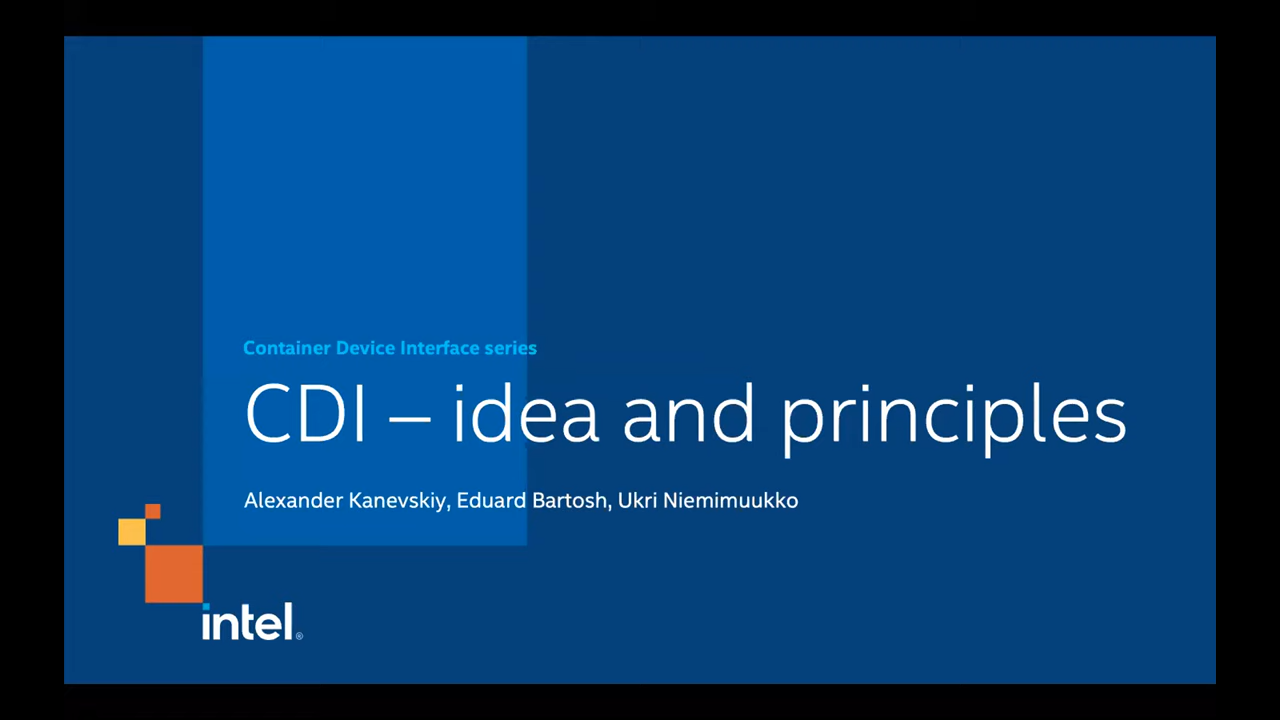 Container Device Interface series
CDI – idea and principles
Alexander Kanevskiy, Eduard Bartosh, Ukri Niemimuukko
intel®